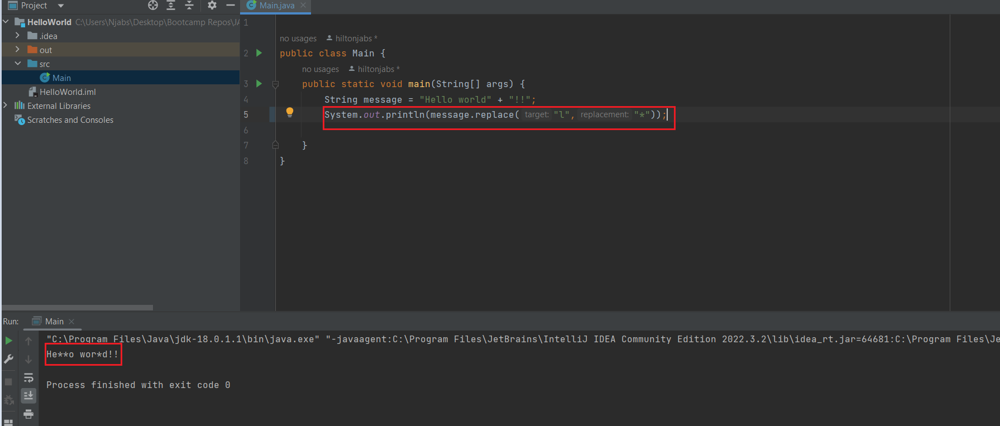 Project
Main.java
HelloWorld C:\Users\Njabs\Desktop\Bootcamp Repos\JA
.idea
out
src
Main
HelloWorld.iml
External Libraries
Scratches and Consoles
1
no usages hiltonjabs *
2 public class Main {
no usages hiltonjabs *
3 public static void main(String[] args) {
4 String message = "Hello world" + "!!";
5 System.out.println(message.replace( target: "l", replacement: "*"));
6
7 }
8 }
Run: Main
"C:\Program Files\Java\jdk-18.0.1.1\bin\java.exe" "-javaagent:C:\Program Files\JetBrains\IntelliJ IDEA Community Edition 2022.3.2\lib\idea_rt.jar=64681:C:\Program Files\Je
He**o wor*d!!
Process finished with exit code 0